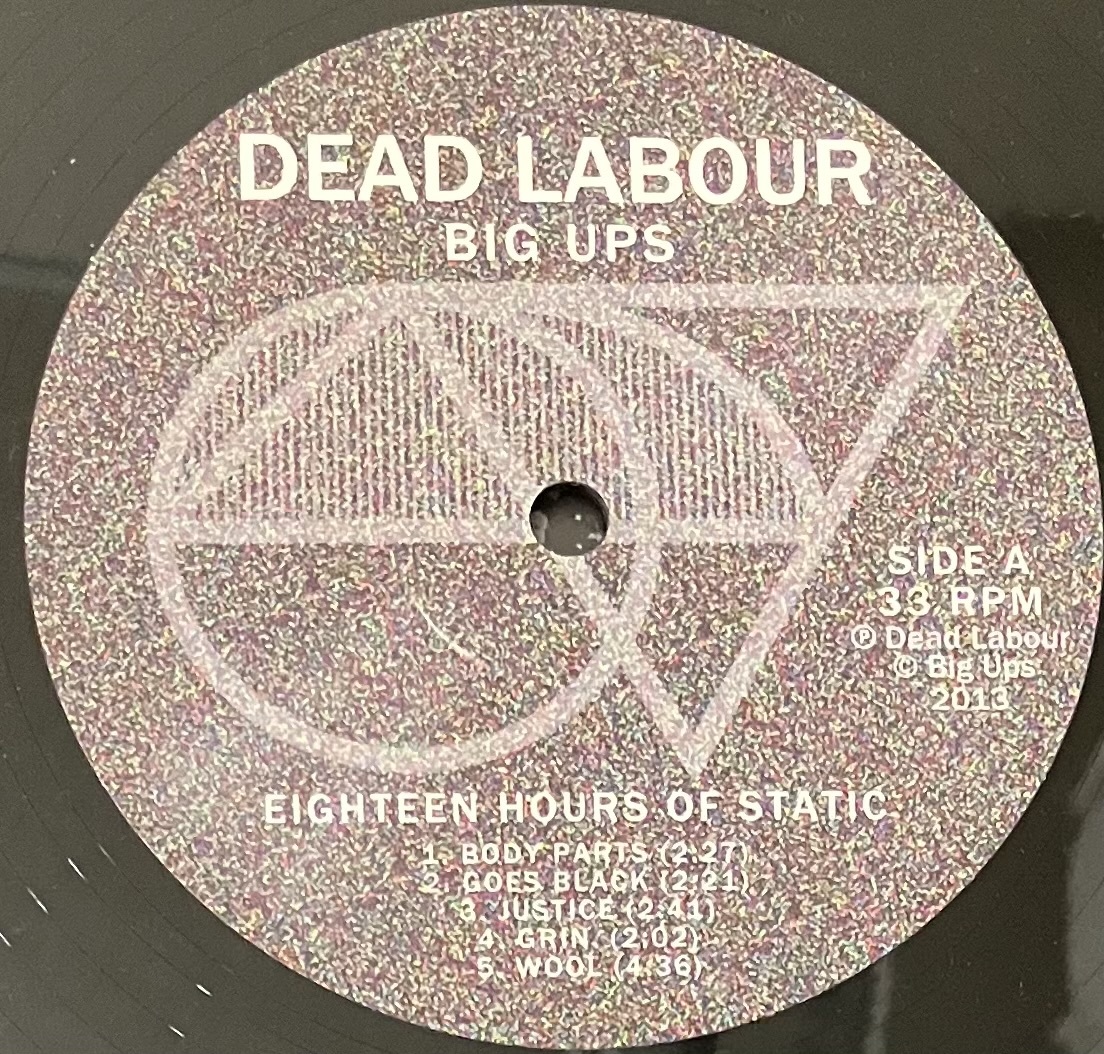 DEAD LABOUR
BIG UPS
SIDE A
33 RPM
℗ Dead Labour
© Big Ups
2013
EIGHTEEN HOURS OF STATIC
1. BODY PARTS (2:27)
2. GOES BLACK (2:21)
3. JUSTICE (2:41)
4. GRIN (2:02)
5. WOOL (4:36)